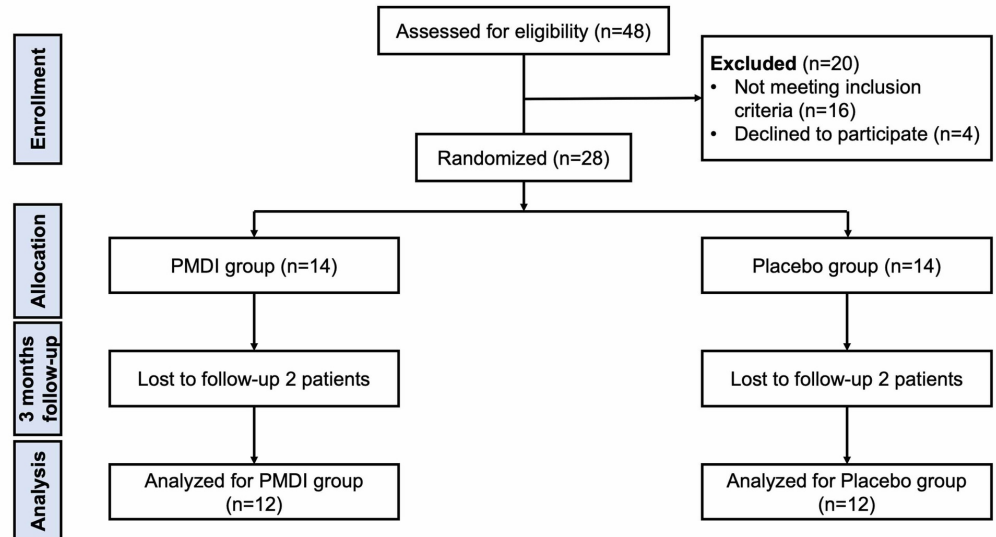 Enrollment
Assessed for eligibility (n=48)
Excluded (n=20)
• Not meeting inclusion
criteria (n=16)
• Declined to participate (n=4)
Randomized (n=28)
Allocation
PMDI group (n=14)
Placebo group (n=14)
3 months
follow-up
Lost to follow-up 2 patients
Lost to follow-up 2 patients
Analysis
Analyzed for PMDI group
(n=12)
Analyzed for Placebo group
(n=12)